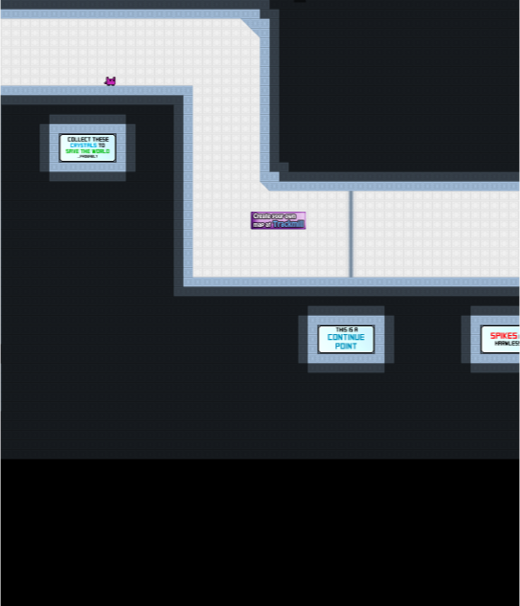 COLLECT THESE
CRYSTALS TO
SAVE THE WORLD
Create your own
map at
THIS IS A
CONTINUE
POINT
SPIKES
HARMLES